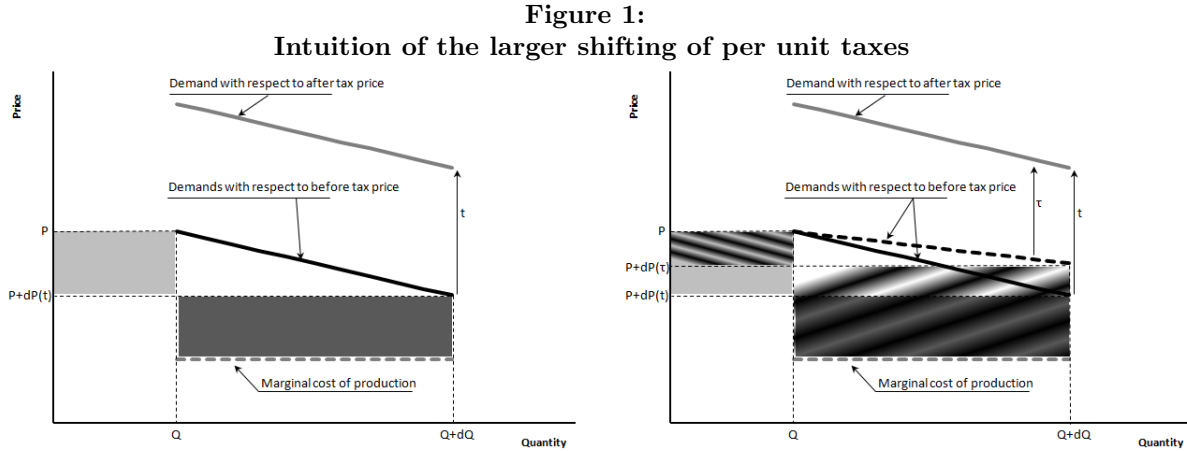 Figure 1:
Intuition of the larger shifting of per unit taxes
Price
Demand with respect to after tax price
Demands with respect to before tax price
t
P
P+dP(t)
Marginal cost of production
Q
Q+dQ
Quantity
Price
Demand with respect to after tax price
Demands with respect to before tax price
τ
t
P
P+dP(τ)
P+dP(t)
Marginal cost of production
Q
Q+dQ
Quantity